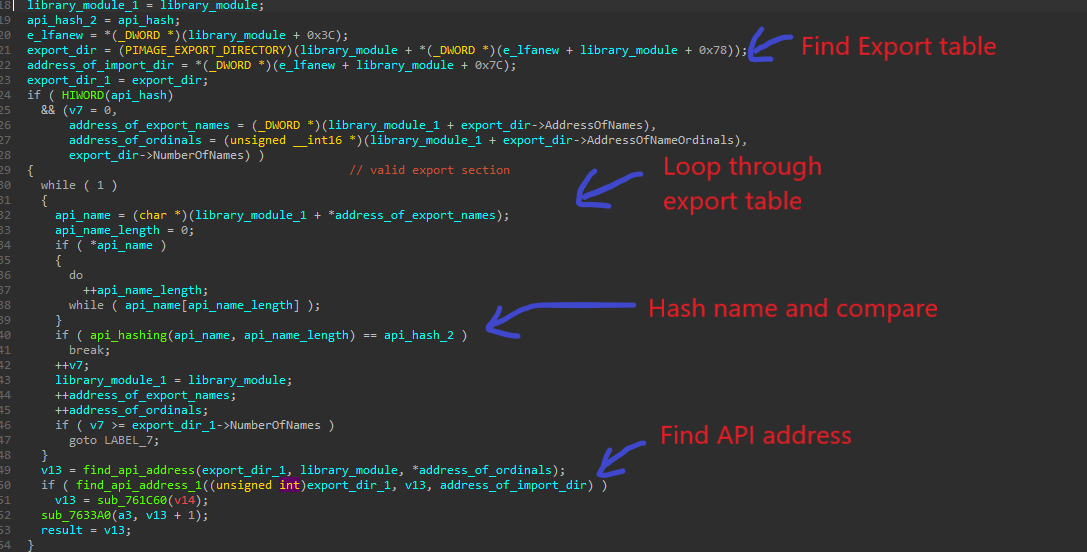 18 library_module_1 = library_module;
19 api_hash_2 = api_hash;
20 e_lfanew = *(_DWORD *)(library_module + 0x3C);
21 export_dir = (PIMAGE_EXPORT_DIRECTORY)(library_module + *(_DWORD *)(e_lfanew + library_module + 0x78));
Find Export table
22 address_of_import_dir = *(_DWORD *)(e_lfanew + library_module + 0x7C);
23 export_dir_1 = export_dir;
24 if ( HIWORD(api_hash)
25 && (v7 = 0,
26 address_of_export_names = (_DWORD *)(library_module_1 + export_dir->AddressOfNames),
27 address_of_ordinals = (unsigned __int16 *)(library_module_1 + export_dir->AddressOfNameOrdinals),
28 export_dir->NumberOfNames) )
29 { // valid export section
Loop through
export table
30 while ( 1 )
31 {
32 api_name = (char *)(library_module_1 + *address_of_export_names);
33 api_name_length = 0;
34 if ( *api_name )
35 {
36 do
37 ++api_name_length;
38 while ( api_name[api_name_length] );
Hash name and compare
39 }
40 if ( api_hashing(api_name, api_name_length) == api_hash_2 )
41 break;
42 ++v7;
43 library_module_1 = library_module;
44 ++address_of_export_names;
45 ++address_of_ordinals;
46 if ( v7 >= export_dir_1->NumberOfNames )
47 goto LABEL_7;
Find API address
48 }
49 v13 = find_api_address(export_dir_1, library_module, *address_of_ordinals);
50 if ( find_api_address_1((unsigned int)export_dir_1, v13, address_of_import_dir) )
51 v13 = sub_761C60(v14);
52 sub_7633A0(a3, v13 + 1);
53 result = v13;
54 }